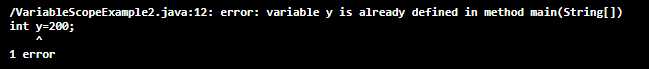 /VariableScopeExample2.java:12: error: variable y is already defined in method main(String[])
int y=200;
^
1 error